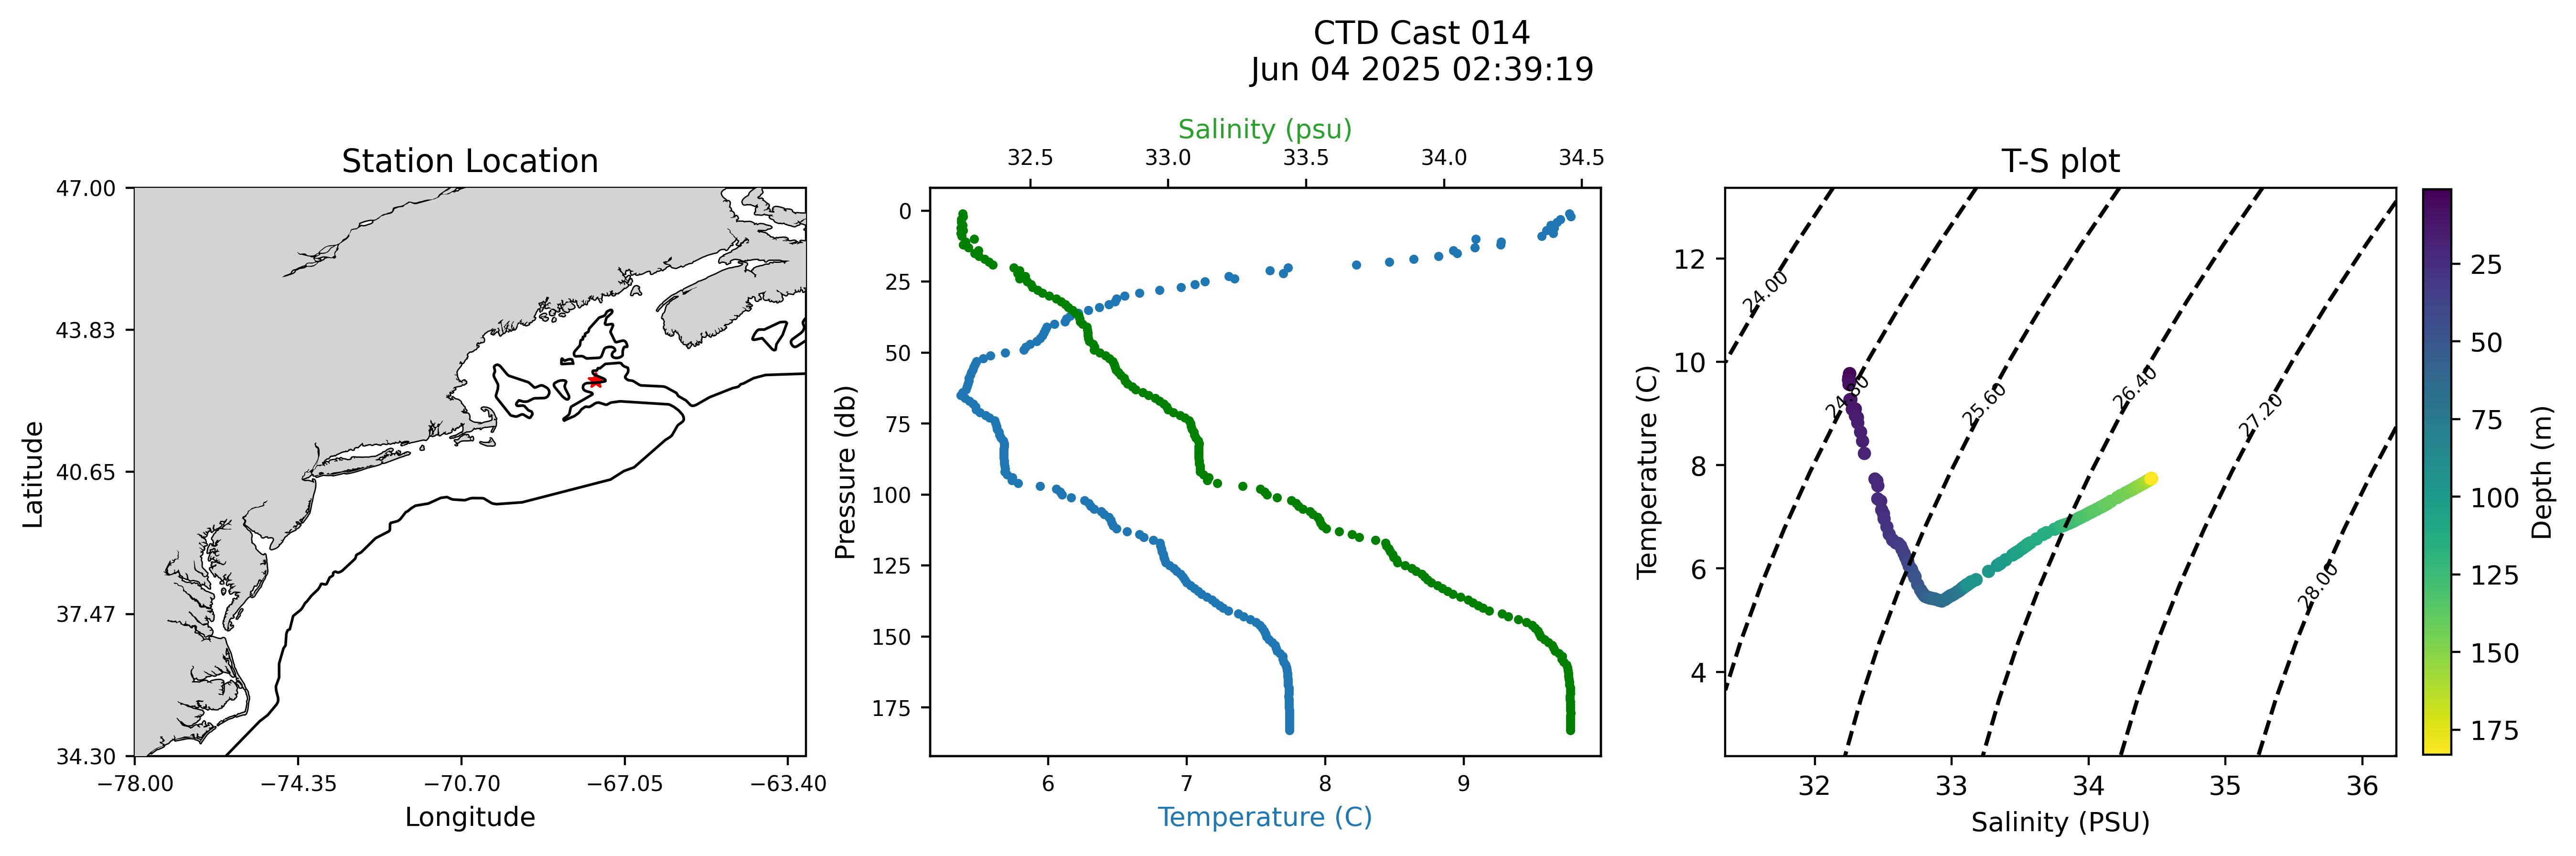 CTD Cast 014
Jun 04 2025 02:39:19
Station Location
47.00
43.83
40.65
37.47
34.30
Latitude
−78.00 −74.35 −70.70 −67.05 −63.40
Longitude
Salinity (psu)
32.5 33.0 33.5 34.0 34.5
0
25
50
75
100
125
150
175
Pressure (db)
6 7 8 9
Temperature (C)
T-S plot
12
10
8
6
4
Temperature (C)
24.00
24.80
25.60
26.40
27.20
28.00
32 33 34 35 36
Salinity (PSU)
25
50
75
100
125
150
175
Depth (m)